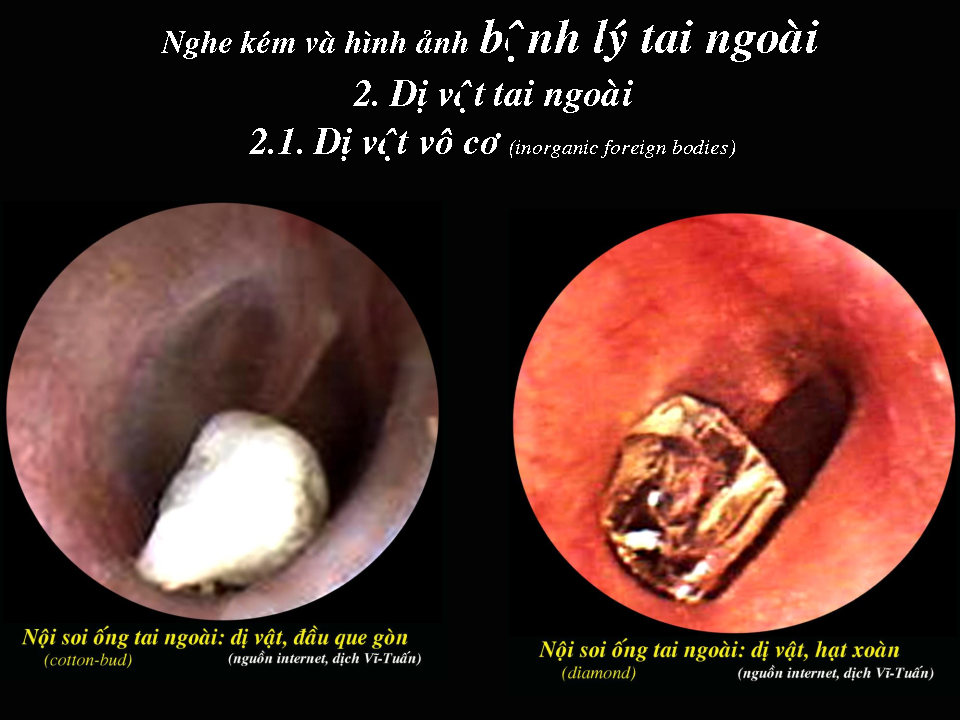 Nghe kém và hình ảnh bệnh lý tai ngoài
2. Dị vật tai ngoài
2.1. Dị vật vô cơ (inorganic foreign bodies)
Nội soi ống tai ngoài: dị vật, đầu que gòn
(cotton-bud) (nguồn internet, dịch Vĩ-Tuấn)
Nội soi ống tai ngoài: dị vật, hạt xoàn
(diamond) (nguồn internet, dịch Vĩ-Tuấn)